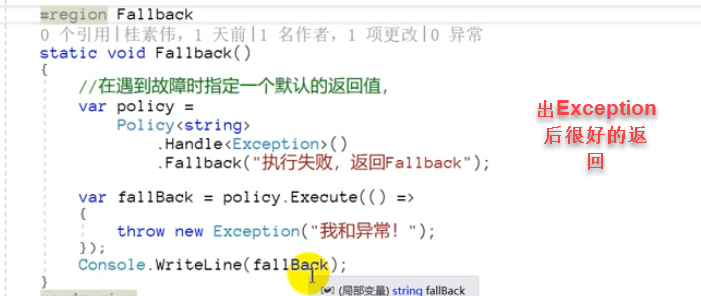 #region Fallback
0 个引用|桂素伟，1 天前|1 名作者，1 项更改|0 异常
static void Fallback()
{
//在遇到故障时指定一个默认的返回值，
var policy =
Policy<string>
.Handle<Exception>()
.Fallback("执行失败，返回Fallback");
var fallBack = policy.Execute(() =>
{
throw new Exception("我和异常！");
});
Console.WriteLine(fallBack);
}
(局部变量) string fallBack
出Exception
后很好的返
回